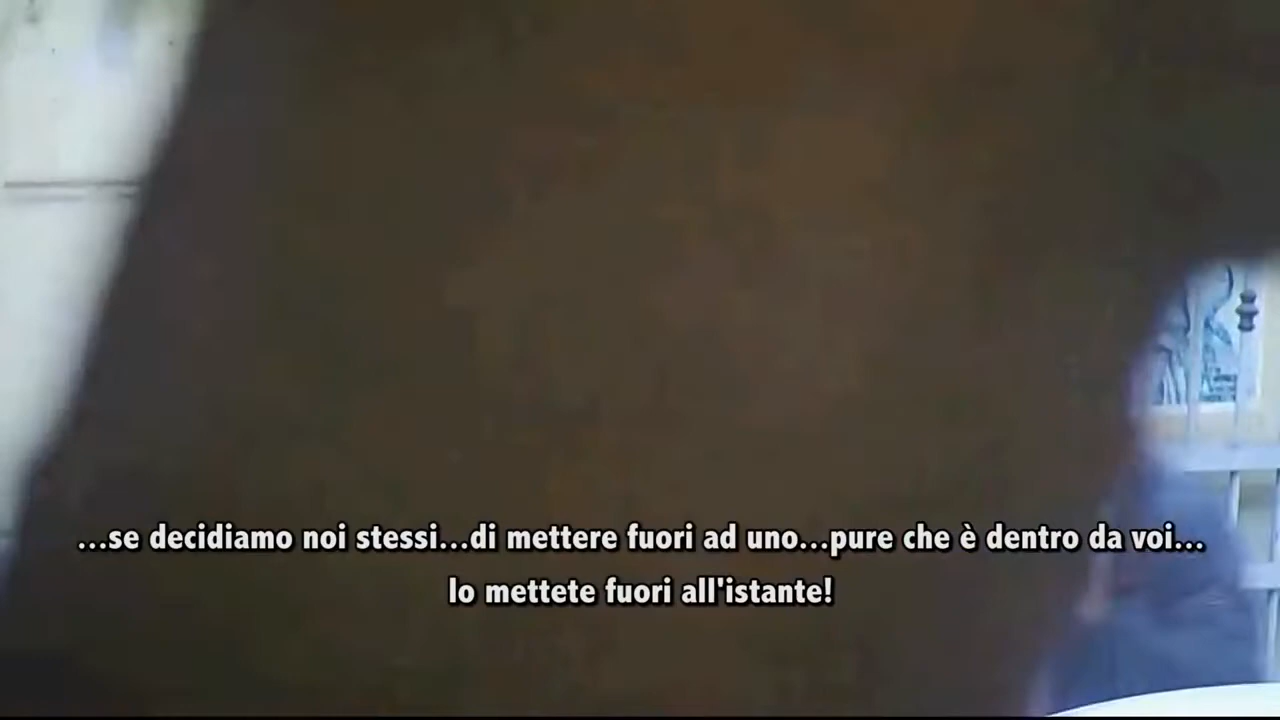 ...se decidiamo noi stessi...di mettere fuori ad uno...pure che è dentro da voi...
lo mettete fuori all'istante!